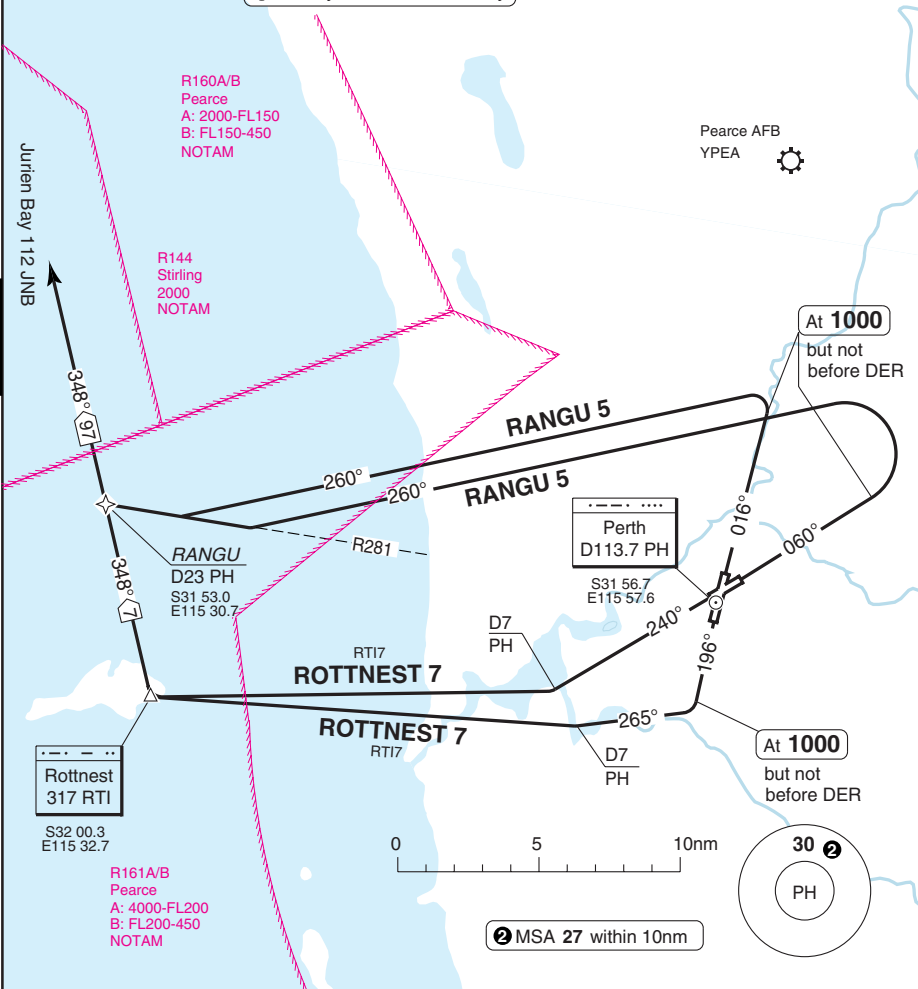 R160A/B
Pearce
A: 2000-FL150
B: FL150-450
NOTAM
Pearce AFB
YPEA
Jurien Bay 112 JNB
R144
Stirling
2000
NOTAM
At 1000
but not
before DER
348° 97
RANGU 5
260°
RANGU 5
260°
R281
RANGU
D23 PH
S31 53.0
E115 30.7
348° 7
Perth
D113.7 PH
S31 56.7
E115 57.6
016°
060°
240°
196°
D7
PH
RTI7
ROTTNEST 7
ROTTNEST 7
RTI7
265°
D7
PH
At 1000
but not
before DER
Rottnest
317 RTI
S32 00.3
E115 32.7
R161A/B
Pearce
A: 4000-FL200
B: FL200-450
NOTAM
0 5 10nm
30 2
PH
2 MSA 27 within 10nm